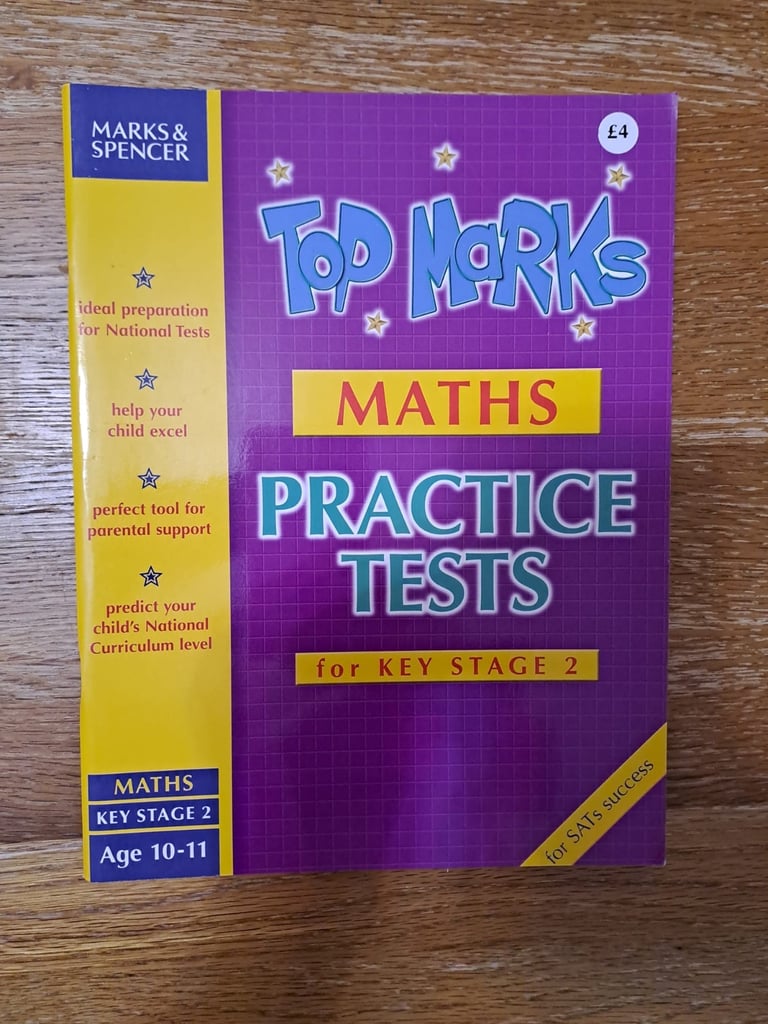 MARKS &
SPENCER
£4
TOP MARKS
ideal preparation
for National Tests
help your
child excel
perfect tool for
parental support
predict your
child's National
Curriculum level
MATHS
PRACTICE
TESTS
for KEY STAGE 2
MATHS
KEY STAGE 2
Age 10-11
for SATs success